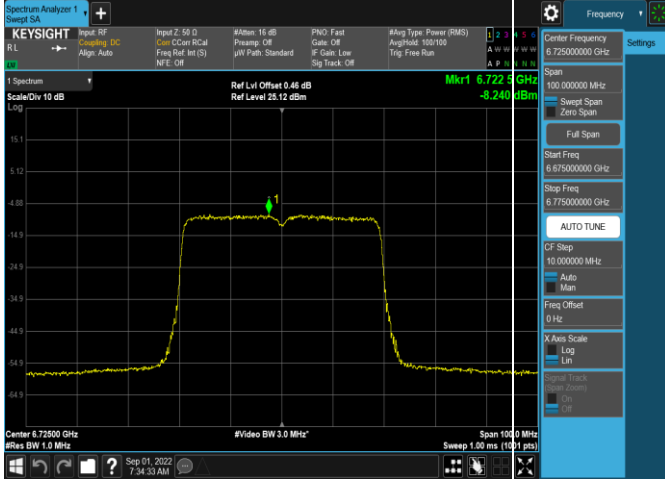 Spectrum Analyzer 1
Swept SA
+
Frequency
KEYSIGHT
RL
LV
Input: RF
Coupling: DC
Align: Auto
Input Z: 50 Ω
Corr CCorr RCal
Freq Ref: Int (S)
NFE: Off
#Atten: 16 dB
Preamp: Off
µW Path: Standard
PNO: Fast
Gate: Off
IF Gain: Low
Sig Track: Off
#Avg Type: Power (RMS)
Avg|Hold: 100/100
Trig: Free Run
1 2 3 4 5 6
A W W W W W
A P N N N N
1 Spectrum
Scale/Div 10 dB
Log
Ref Lvl Offset 0.46 dB
Ref Level 25.12 dBm
Mkr1 6.722 5 GHz
-8.240 dBm
15.1
5.12
-4.88
-14.9
-24.9
-34.9
-44.9
-54.9
-64.9
1
Center 6.72500 GHz
#Res BW 1.0 MHz
#Video BW 3.0 MHz*
Span 100.0 MHz
Sweep 1.00 ms (1001 pts)
?
Sep 01, 2022
7:34:33 AM
Center Frequency
6.725000000 GHz
Settings
Span
100.000000 MHz
Swept Span
Zero Span
Full Span
Start Freq
6.675000000 GHz
Stop Freq
6.775000000 GHz
AUTO TUNE
CF Step
10.000000 MHz
Auto
Man
Freq Offset
0 Hz
X Axis Scale
Log
Lin
Signal Track
(Span Zoom)
On
Off